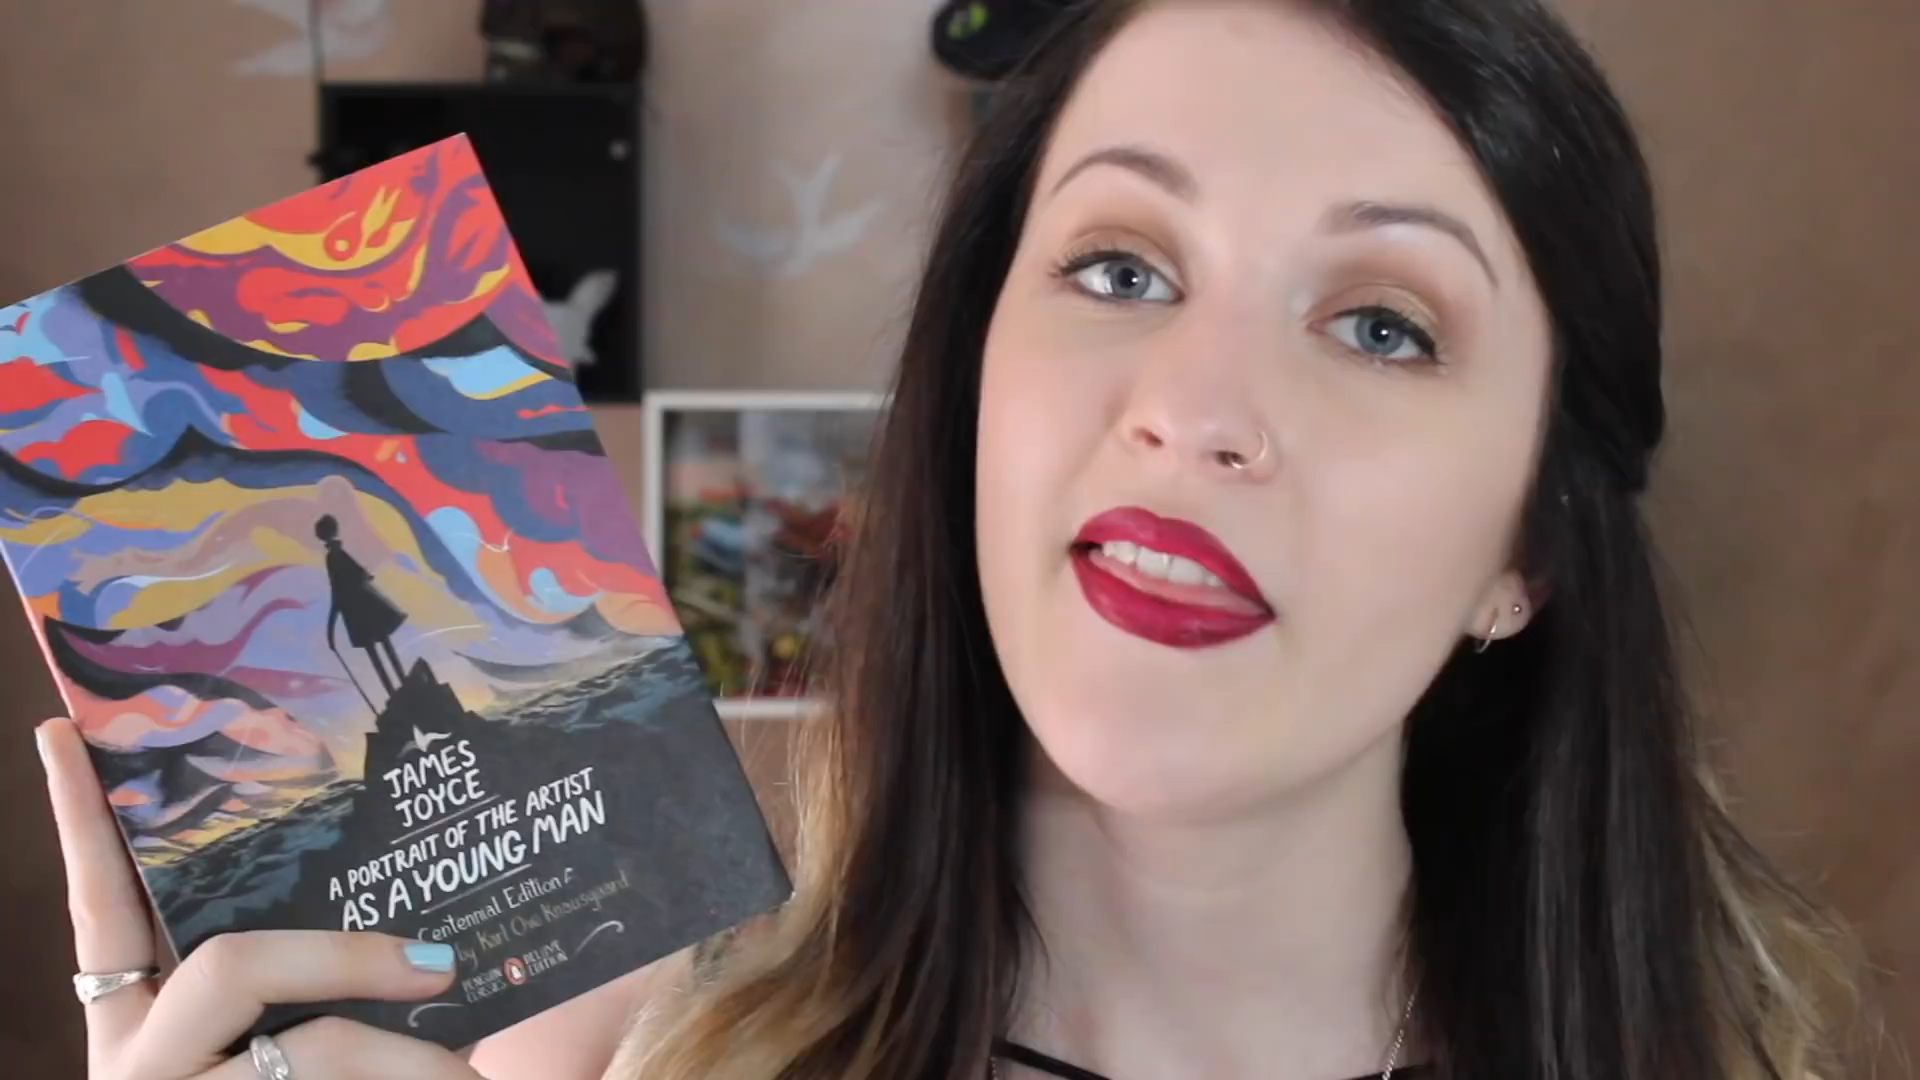 JAMES
JOYCE
A PORTRAIT OF THE ARTIST
AS A YOUNG MAN
Centennial Edition F
by Karl Ove Knausgaard
PENGUIN DELUXE
CLASSICS EDITION